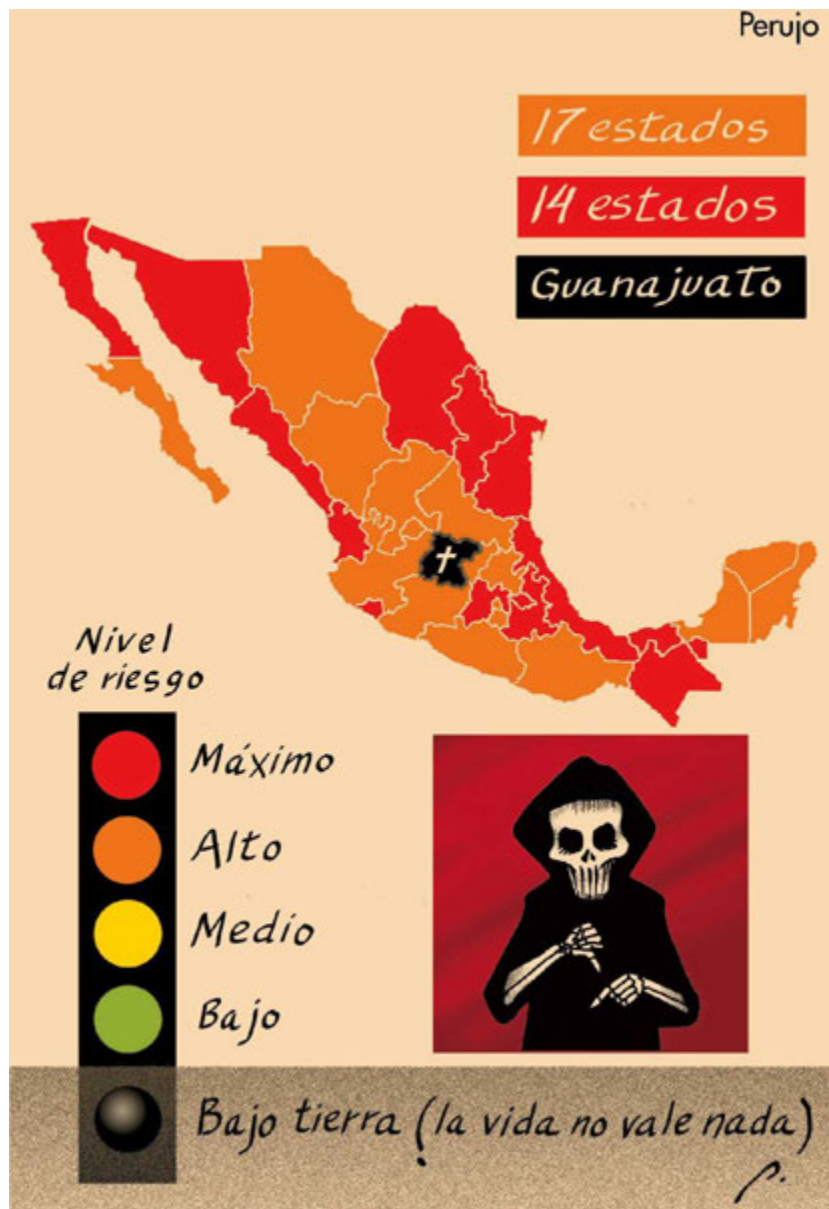 Perujo
17 estados
14 estados
Guanajuato
Nivel
de riesgo
Máximo
Alto
Medio
Bajo
Bajo tierra (la vida no vale nada)
p.